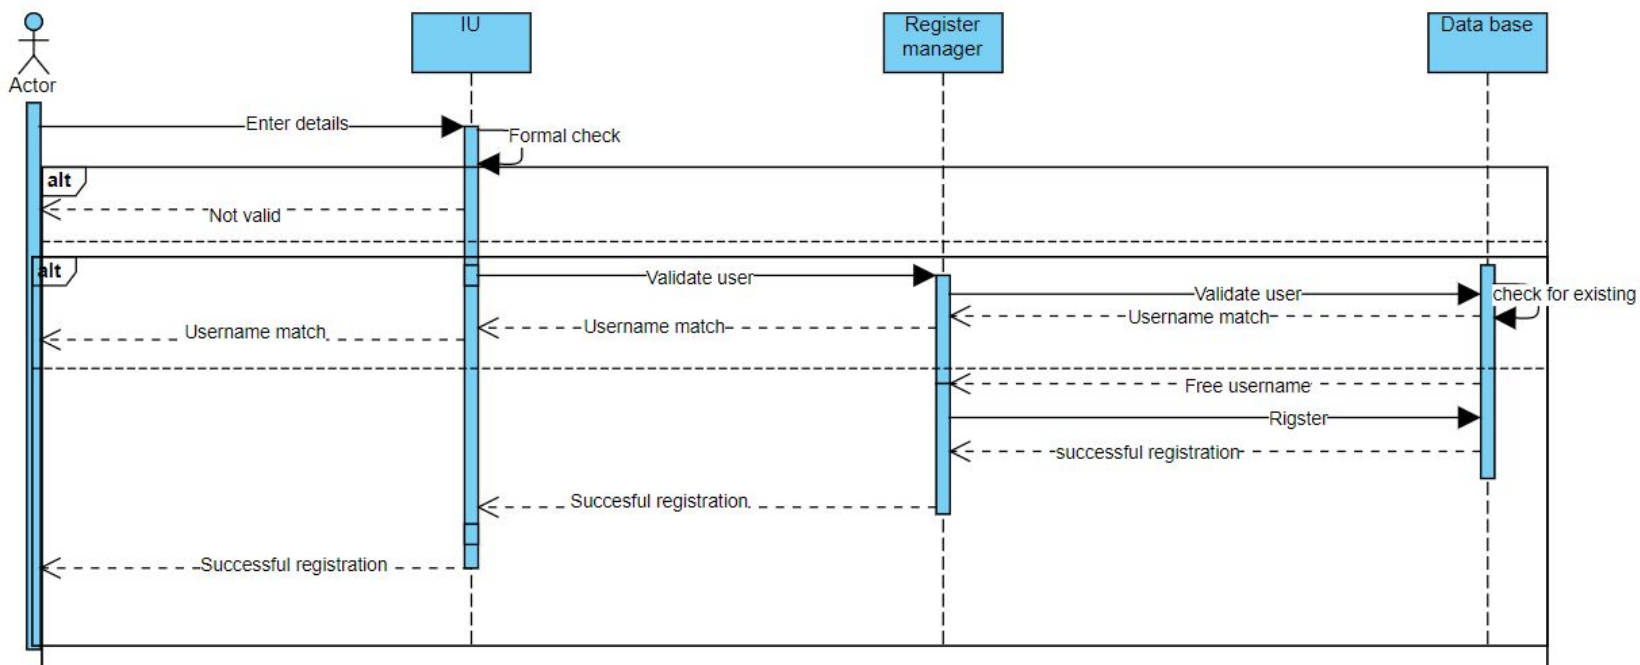 IU
Register
manager
Data base
Actor
Enter details
Formal check
alt
Not valid
alt
Validate user
Validate user
check for existing
Username match
Username match
Username match
Free username
Rigster
successful registration
Succesful registration
Successful registration